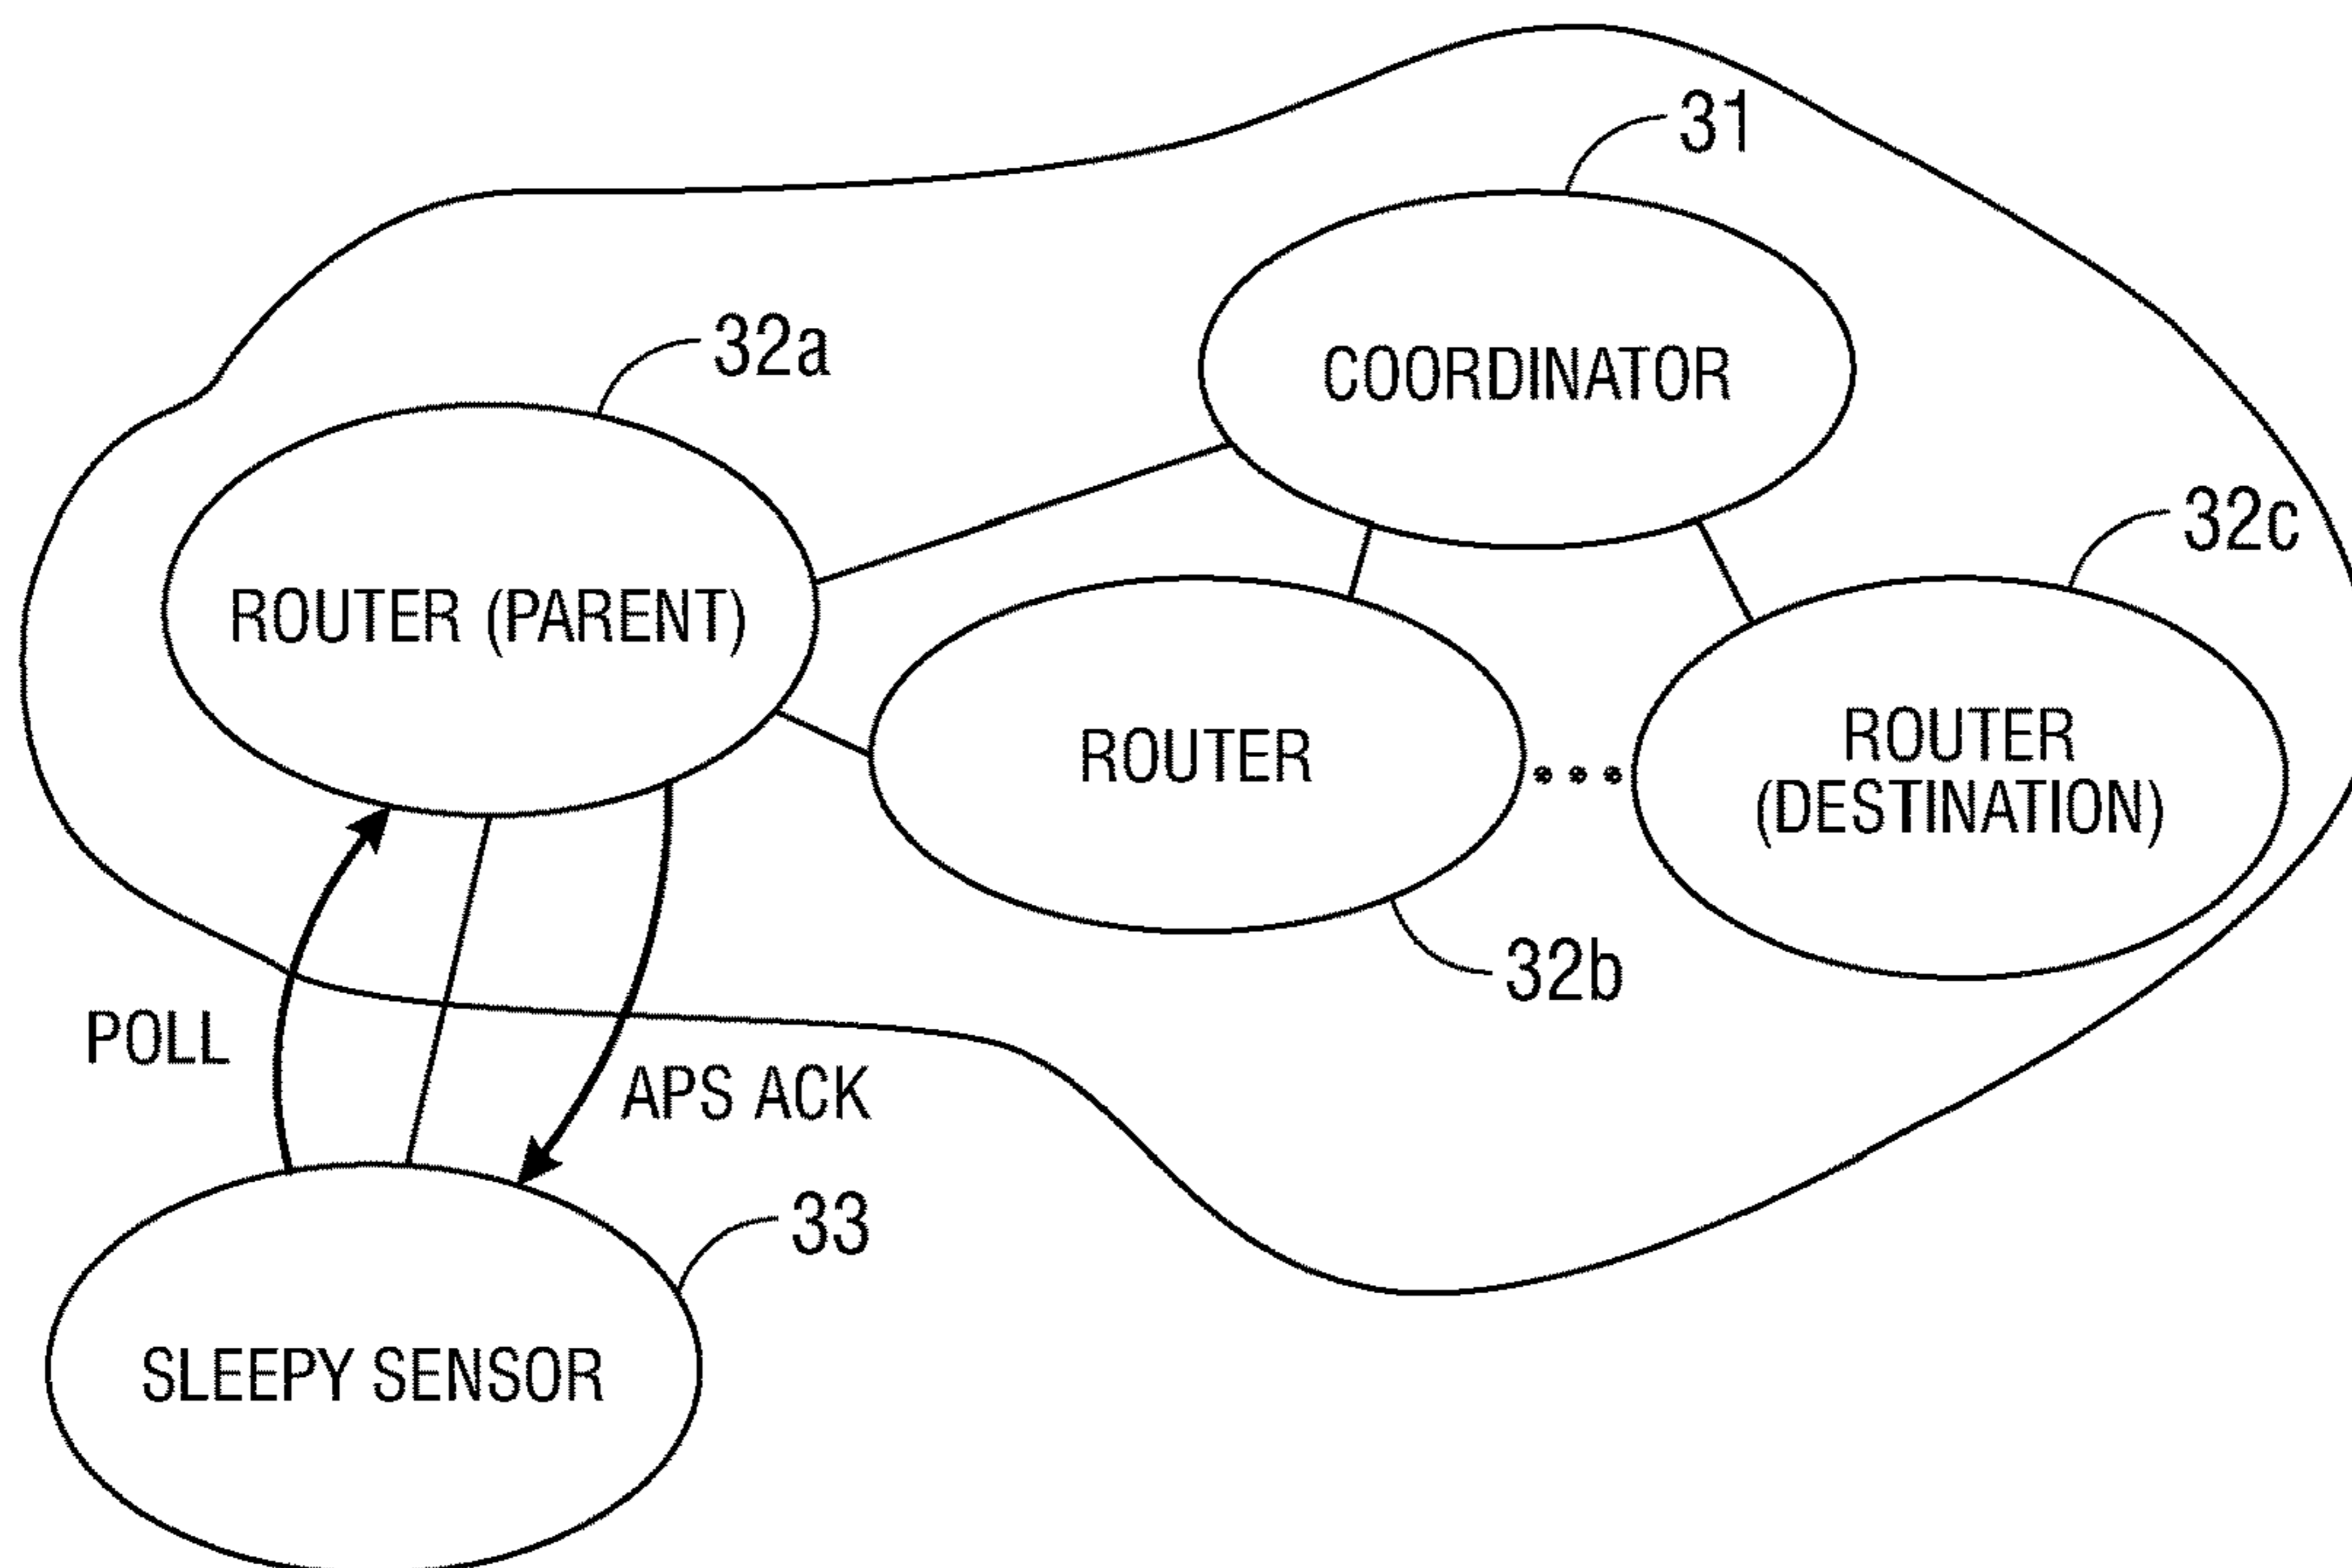 31
32a
COORDINATOR
32c
ROUTER (PARENT)
ROUTER
ROUTER
(DESTINATION)
32b
POLL
APS ACK
33
SLEEPY SENSOR